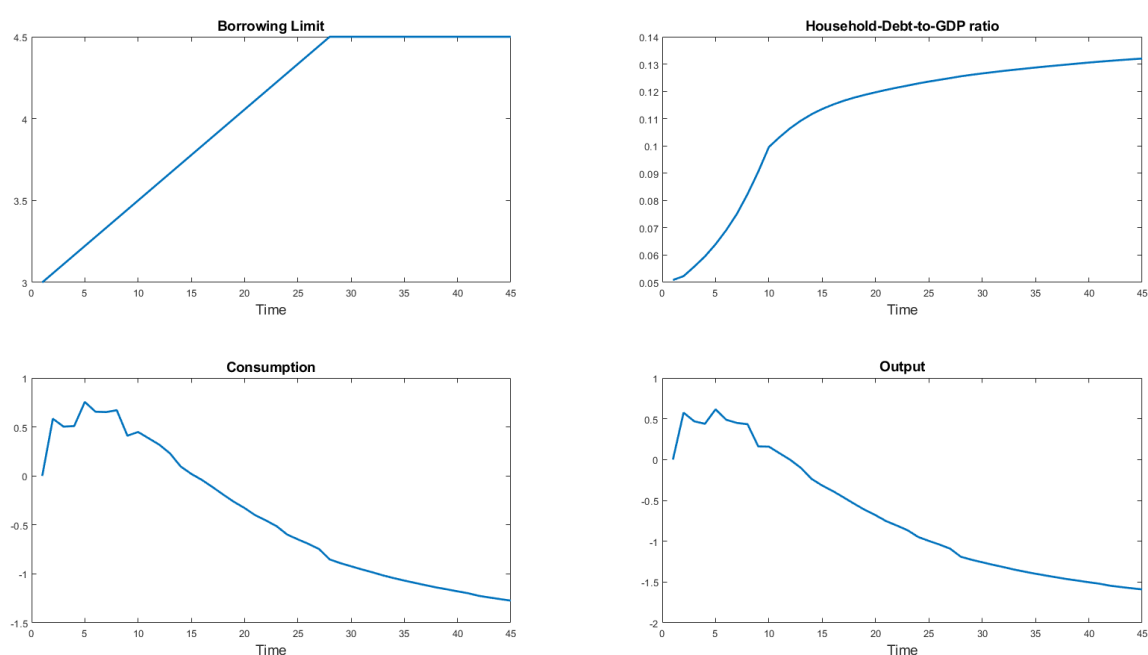 Borrowing Limit
4.5
4
3.5
3
0 5 10 15 20 25 30 35 40 45
Time
Household-Debt-to-GDP ratio
0.14
0.13
0.12
0.11
0.1
0.09
0.08
0.07
0.06
0.05
0 5 10 15 20 25 30 35 40 45
Time
Consumption
1
0.5
0
-0.5
-1
-1.5
0 5 10 15 20 25 30 35 40 45
Time
Output
1
0.5
0
-0.5
-1
-1.5
-2
0 5 10 15 20 25 30 35 40 45
Time